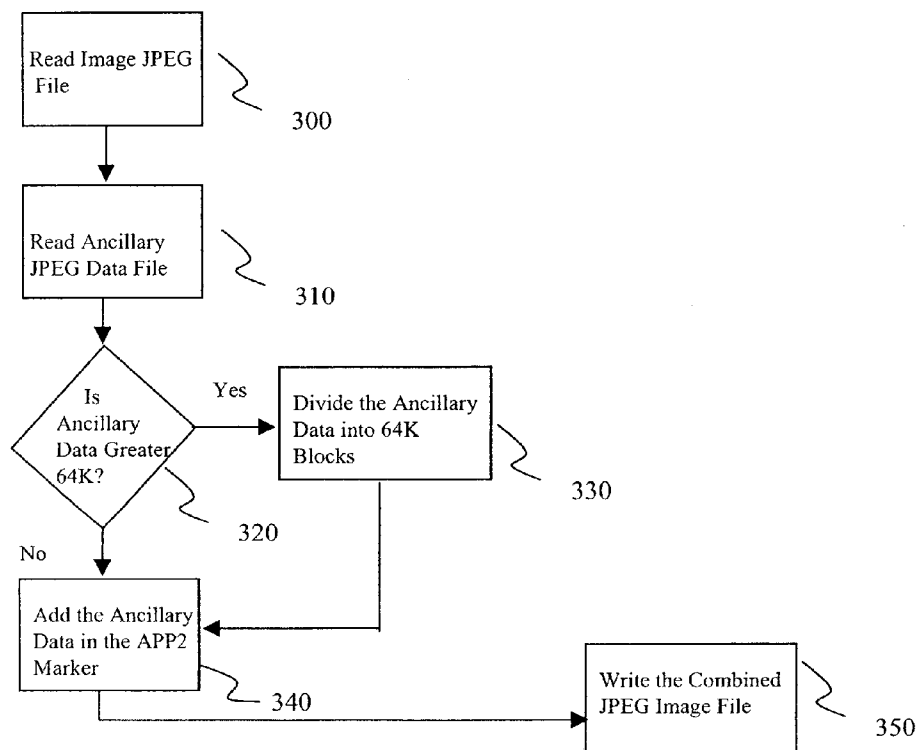 Read Image JPEG
File
300
Read Ancillary
JPEG Data File
310
Is
Ancillary
Data Greater
64K?
320
Yes
Divide the Ancillary
Data into 64K
Blocks
330
No
Add the Ancillary
Data in the APP2
Marker
340
Write the Combined
JPEG Image File
350